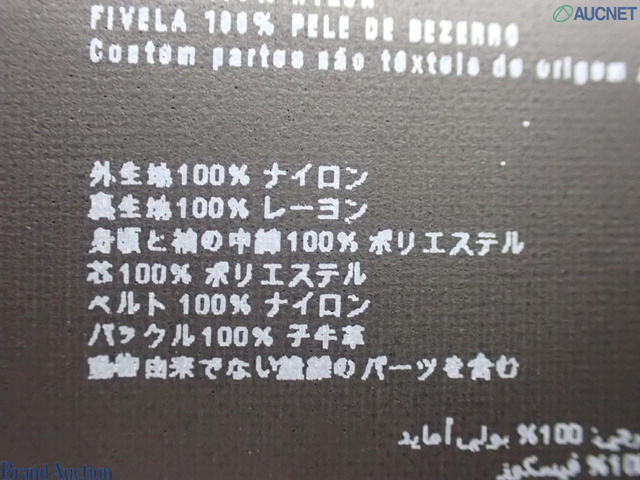 AUCNET
FIVELA 100% PELE DE BEZERRO
Contém partes não têxteis de origem
外生地100% ナイロン
裏生地100% レーヨン
身頃と袖の中綿100% ポリエステル
芯100% ポリエステル
ベルト 100% ナイロン
バックル100% 子牛革
由来でない繊維のパーツを含む
100% بولي أمايد
100% فيسكوز
Brand Auction